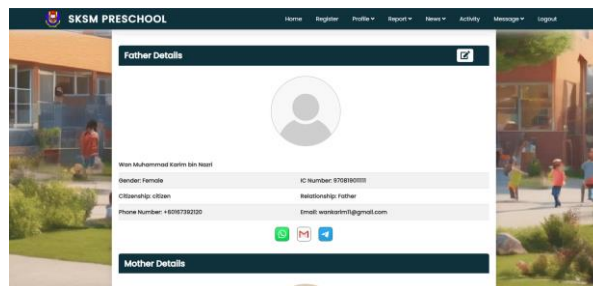 SKSM PRESCHOOL
Home Register Profile Report News Activity Message Logout
Father Details
Wan Muhammad Karim bin Nazri
Gender: Female IC Number: 970819011111
Citizenship: citizen Relationship: Father
Phone Number: +60167392120 Email: wankarim11@gmail.com
Mother Details